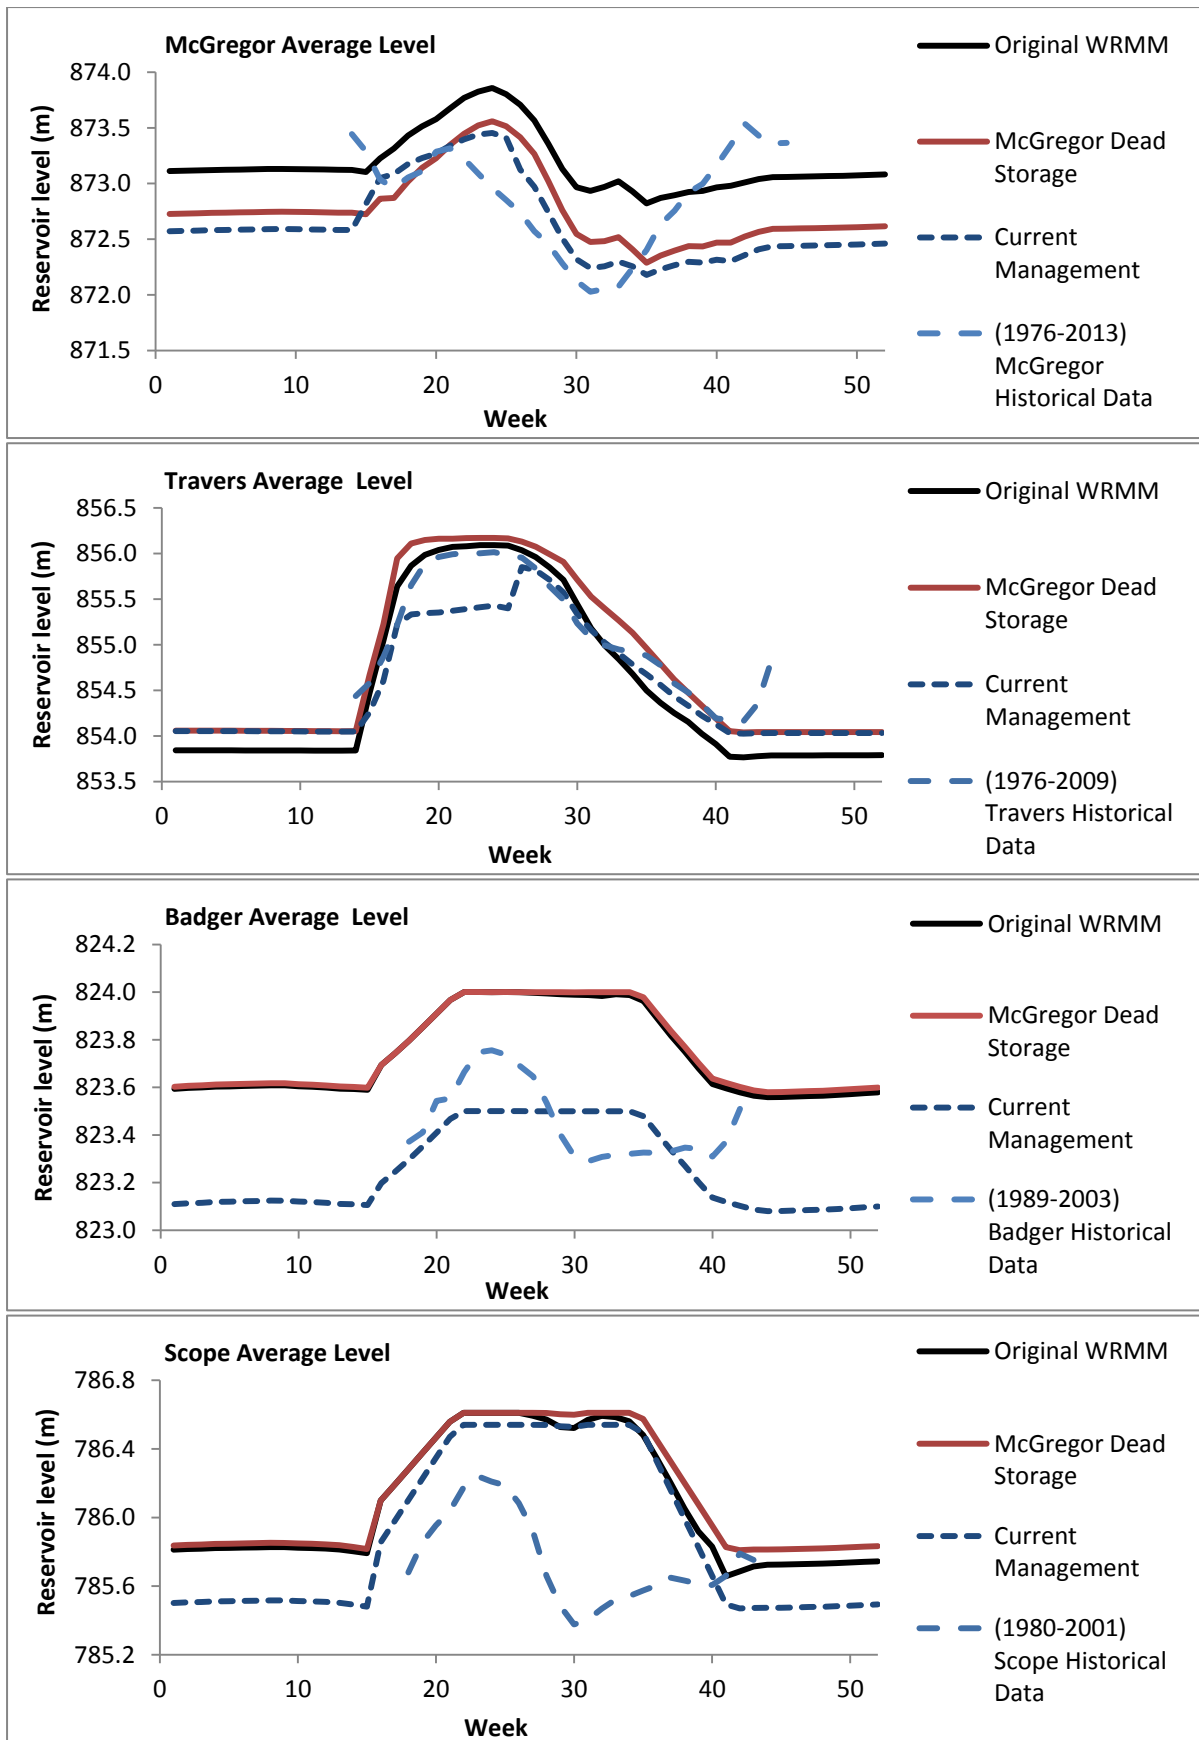 McGregor Average Level
Reservoir level (m)
874.0
873.5
873.0
872.5
872.0
871.5
0
10
20
30
40
50
Week
Original WRMM
McGregor Dead
Storage
Current
Management
(1976-2013)
McGregor
Historical Data
Travers Average  Level
Reservoir level (m)
856.5
856.0
855.5
855.0
854.5
854.0
853.5
0
10
20
30
40
50
Week
Original WRMM
McGregor Dead
Storage
Current
Management
(1976-2009)
Travers Historical
Data
Badger Average  Level
Reservoir level (m)
824.2
824.0
823.8
823.6
823.4
823.2
823.0
0
10
20
30
40
50
Week
Original WRMM
McGregor Dead
Storage
Current
Management
(1989-2003)
Badger Historical
Data
Scope Average Level
Reservoir level (m)
786.8
786.4
786.0
785.6
785.2
0
10
20
30
40
50
Week
Original WRMM
McGregor Dead
Storage
Current
Management
(1980-2001)
Scope Historical
Data